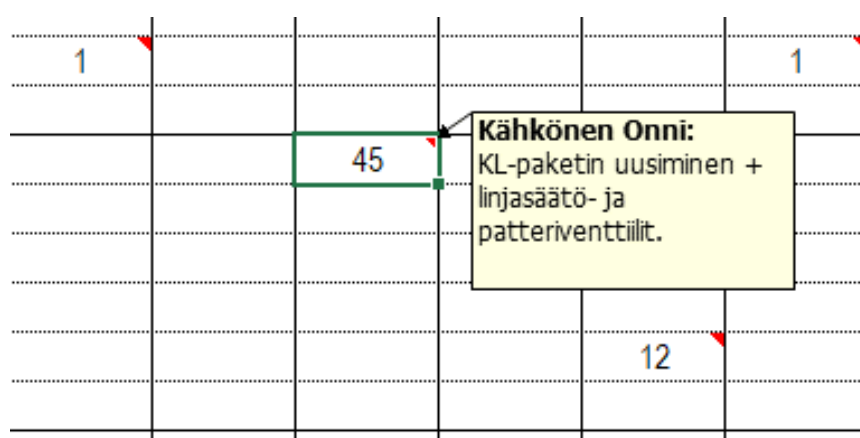 1
1
45
Kähkönen Onni:
KL-paketin uusiminen +
linjasäätö- ja
patteriventtiilit.
12